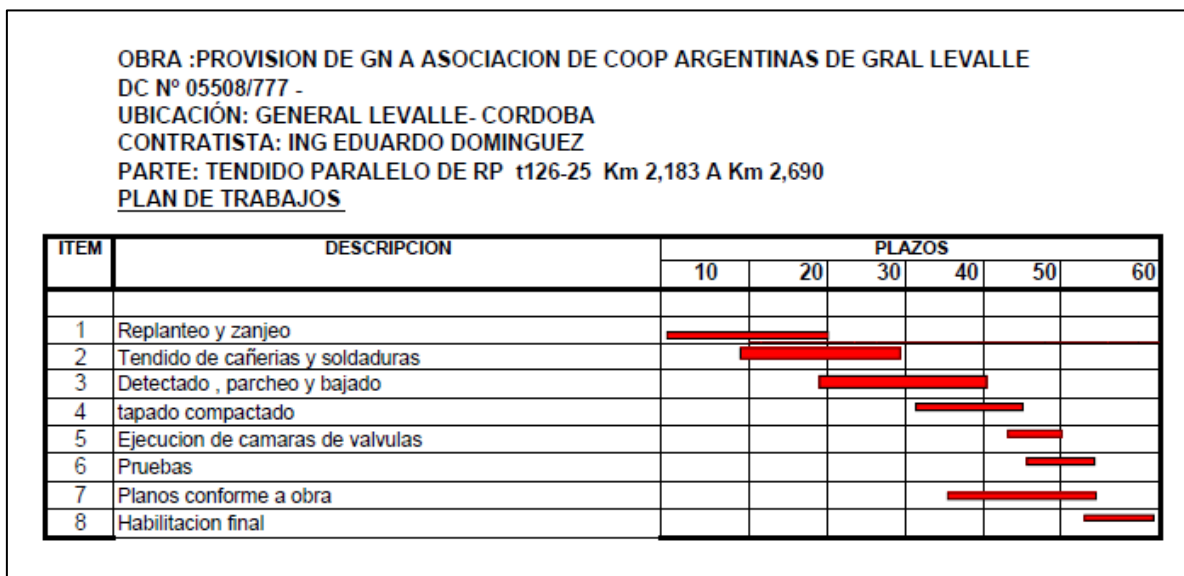 OBRA :PROVISION DE GN A ASOCIACION DE COOP ARGENTINAS DE GRAL LEVALLE
DC Nº 05508/777 -
UBICACIÓN: GENERAL LEVALLE- CORDOBA
CONTRATISTA: ING EDUARDO DOMINGUEZ
PARTE: TENDIDO PARALELO DE RP t126-25 Km 2,183 A Km 2,690
PLAN DE TRABAJOS
ITEM DESCRIPCION PLAZOS
10 20 30 40 50 60
1 Replanteo y zanjeo
2 Tendido de cañerias y soldaduras
3 Detectado , parcheo y bajado
4 tapado compactado
5 Ejecucion de camaras de valvulas
6 Pruebas
7 Planos conforme a obra
8 Habilitacion final